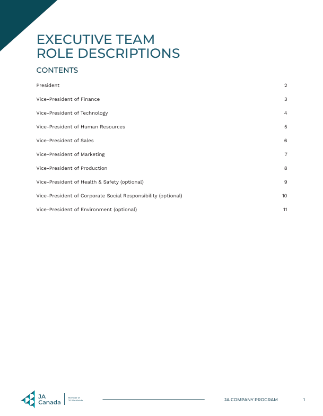 EXECUTIVE TEAM
ROLE DESCRIPTIONS
CONTENTS
President 2
Vice-President of Finance 3
Vice-President of Technology 4
Vice-President of Human Resources 5
Vice-President of Sales 6
Vice-President of Marketing 7
Vice-President of Production 8
Vice-President of Health & Safety (optional) 9
Vice-President of Corporate Social Responsibility (optional) 10
Vice-President of Environment (optional) 11
JA
Canada
JA COMPANY PROGRAM 1